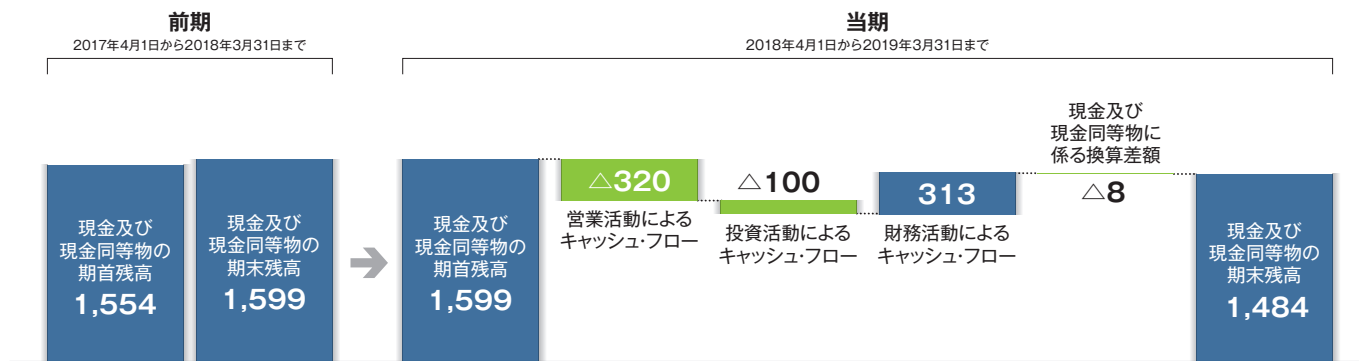 前期
2017年4月1日から2018年3月31日まで
現金及び
現金同等物の
期首残高
1,554
現金及び
現金同等物の
期末残高
1,599
当期
2018年4月1日から2019年3月31日まで
現金及び
現金同等物の
期首残高
1,599
△320
営業活動による
キャッシュ・フロー
△100
投資活動による
キャッシュ・フロー
313
財務活動による
キャッシュ・フロー
現金及び
現金同等物に
係る換算差額
△8
現金及び
現金同等物の
期末残高
1,484